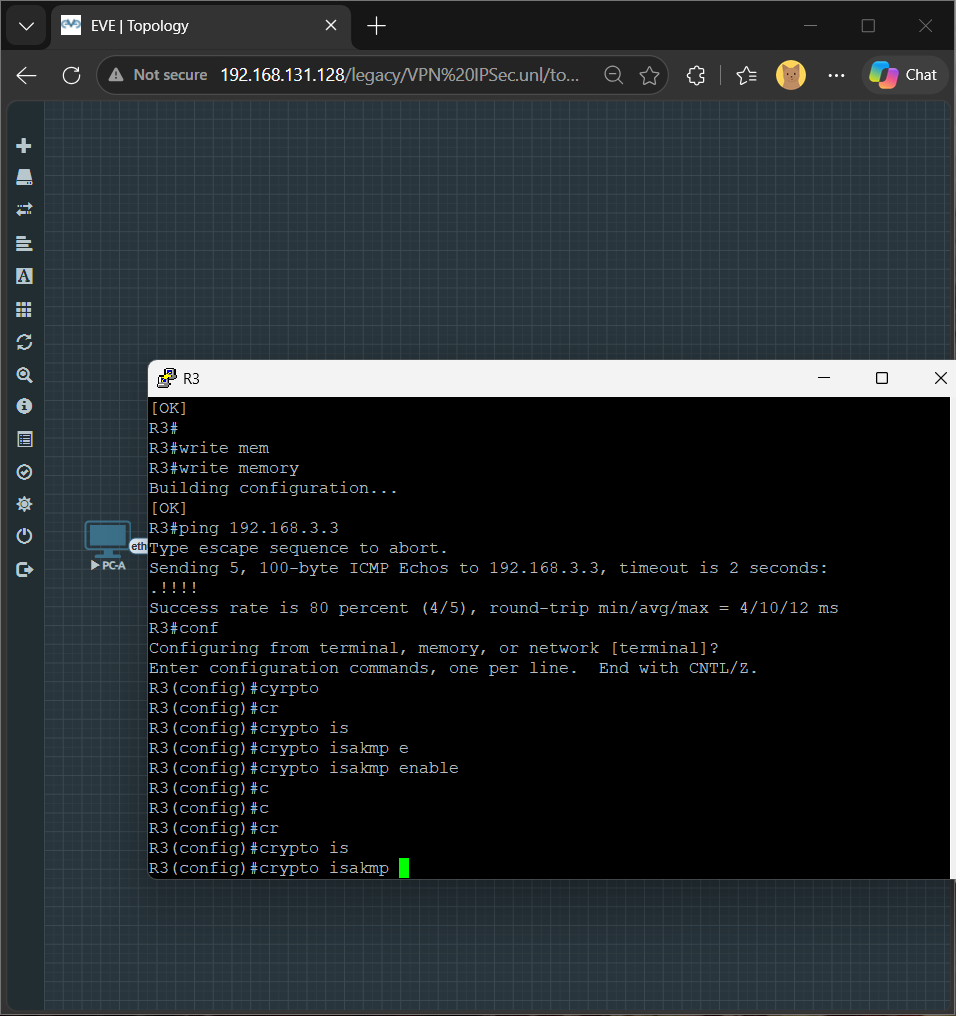 EVE | Topology
Not secure 192.168.131.128/legacy/VPN%20IPSec.unl/to...
Chat
R3
[OK]
R3#
R3#write mem
R3#write memory
Building configuration...
[OK]
R3#ping 192.168.3.3
Type escape sequence to abort.
Sending 5, 100-byte ICMP Echos to 192.168.3.3, timeout is 2 seconds:
.!!!!
Success rate is 80 percent (4/5), round-trip min/avg/max = 4/10/12 ms
R3#conf
Configuring from terminal, memory, or network [terminal]?
Enter configuration commands, one per line.  End with CNTL/Z.
R3(config)#cyrpto
R3(config)#cr
R3(config)#crypto is
R3(config)#crypto isakmp e
R3(config)#crypto isakmp enable
R3(config)#c
R3(config)#c
R3(config)#cr
R3(config)#crypto is
R3(config)#crypto isakmp
eth
PC-A